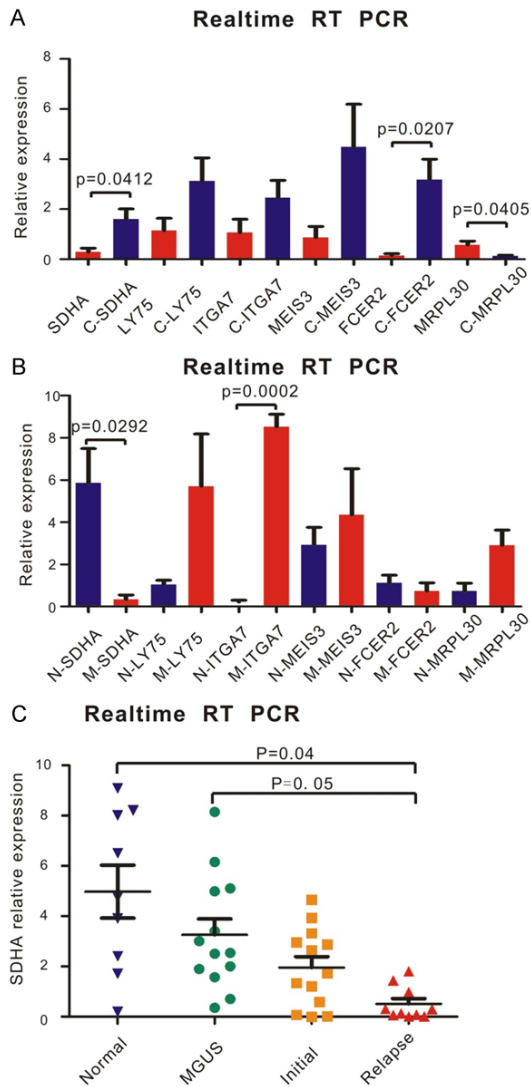 A
Realtime RT PCR
Relative expression
8
6
4
2
0
p=0.0412
p=0.0207
p=0.0405
SDHA
C-SDHA
LY75
C-LY75
ITGA7
C-ITGA7
MEIS3
C-MEIS3
FCER2
C-FCER2
MRPL30
C-MRPL30
B
Realtime RT PCR
Relative expression
10
8
6
4
2
0
p=0.0292
p=0.0002
N-SDHA
M-SDHA
N-LY75
M-LY75
N-ITGA7
M-ITGA7
N-MEIS3
M-MEIS3
N-FCER2
M-FCER2
N-MRPL30
M-MRPL30
C
Realtime RT PCR
SDHA relative expression
10
8
6
4
2
0
P=0.04
P=0.05
Normal
MGUS
Initial
Relapse